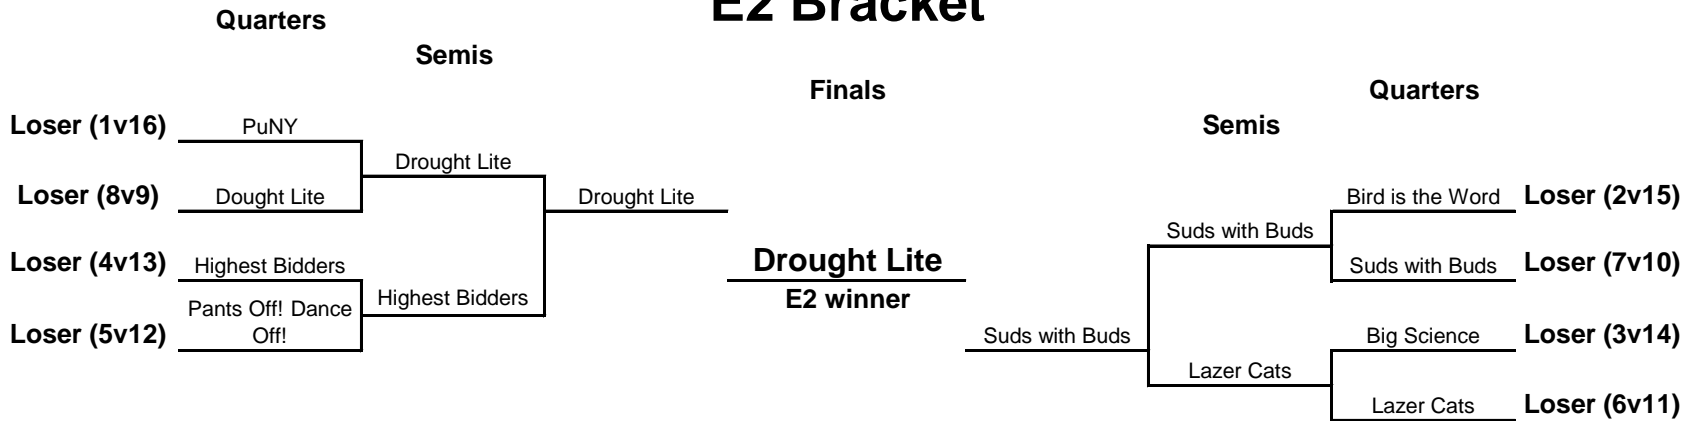 E2 Bracket
Quarters
Semis
Finals
Quarters
Semis
Loser (1v16) PuNY
Drought Lite
Loser (8v9) Dought Lite
Drought Lite
Bird is the Word Loser (2v15)
Suds with Buds
Loser (4v13) Highest Bidders
Drought Lite
Suds with Buds Loser (7v10)
E2 winner
Highest Bidders
Pants Off! Dance
Loser (5v12) Off!
Suds with Buds
Big Science Loser (3v14)
Lazer Cats
Lazer Cats Loser (6v11)